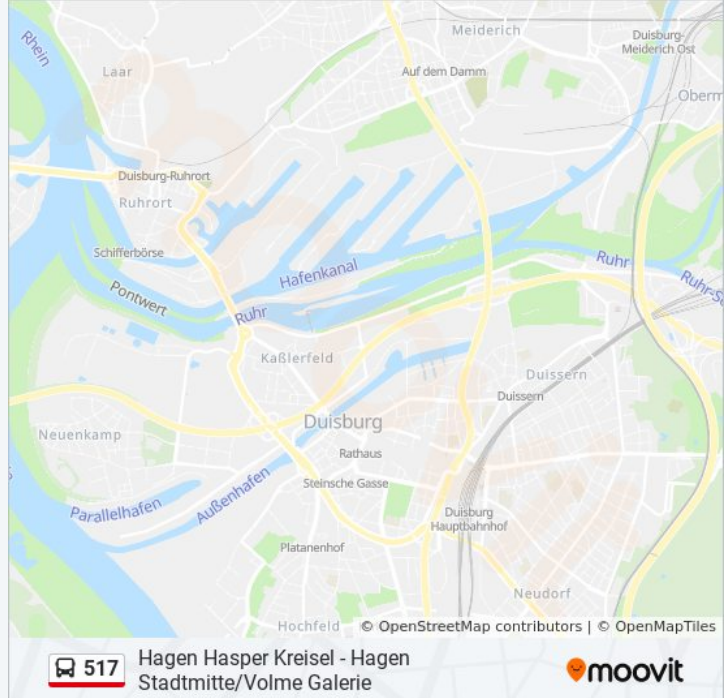 Rhein
Laar
Meiderich
Duisburg-
Meiderich Ost
Auf dem Damm
Oberm
Duisburg-Ruhrort
Ruhrort
Schifferbörse
Pontwert
Hafenkanal
Ruhr
Ruhr
Ruhr-S
Kaßlerfeld
Duissern
Duissern
Duisburg
Neuenkamp
Rathaus
Steinsche Gasse
Parallelhafen
Außenhafen
Duisburg
Hauptbahnhof
Platanenhof
Neudorf
Hochfeld
© OpenStreetMap contributors | © OpenMapTiles
517
Hagen Hasper Kreisel - Hagen
Stadtmitte/Volme Galerie
moovit